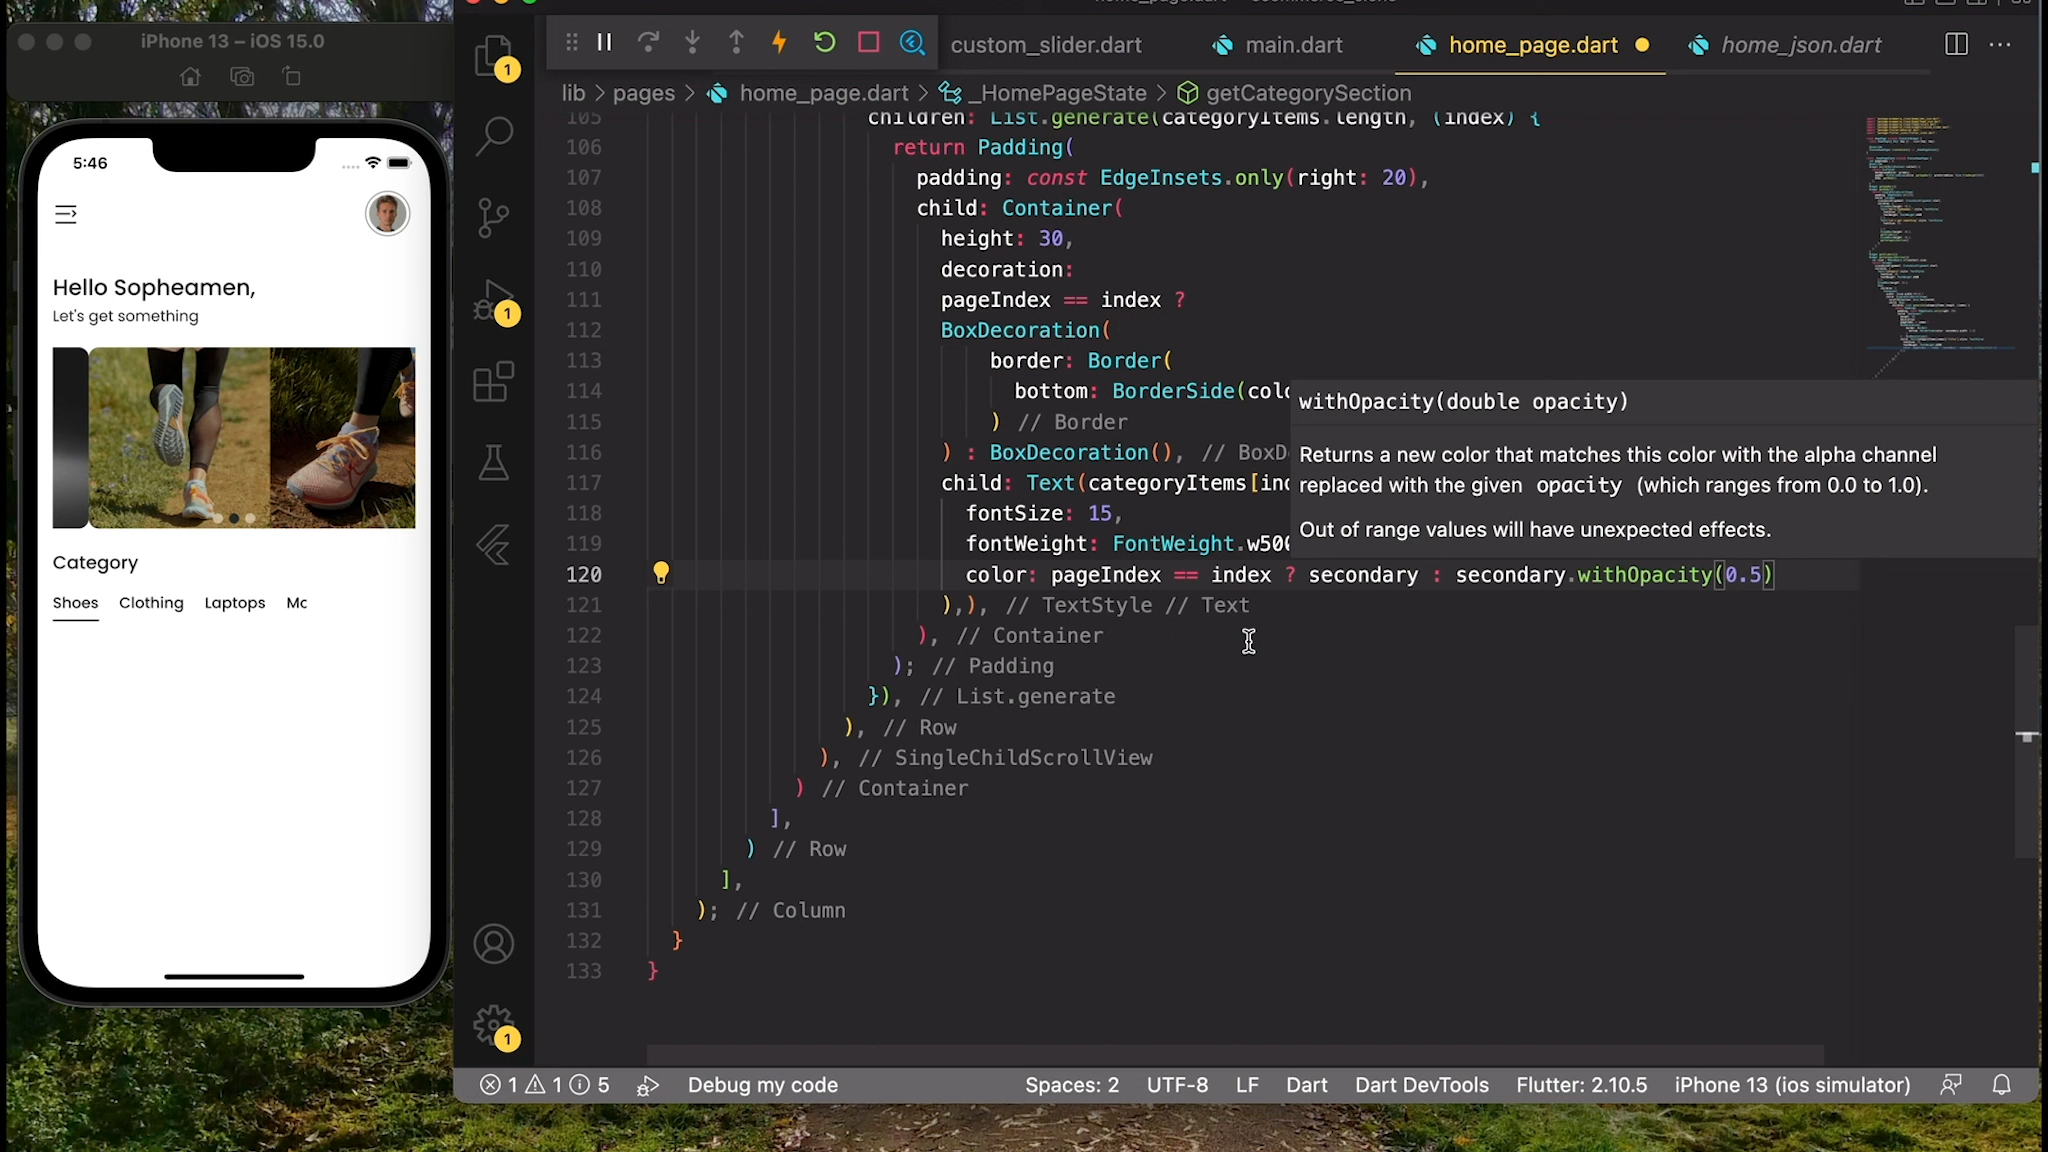 iPhone 13 – iOS 15.0
5:46
Hello Sopheamen,
Let's get something
Category
Shoes Clothing Laptops Mc
1
1
1
custom_slider.dart main.dart home_page.dart home_json.dart
lib > pages > home_page.dart > _HomePageState > getCategorySection
105 children: List.generate(categoryItems.length, (index) {
106 return Padding(
107 padding: const EdgeInsets.only(right: 20),
108 child: Container(
109 height: 30,
110 decoration:
111 pageIndex == index ?
112 BoxDecoration(
113 border: Border(
114 bottom: BorderSide(colo
115 ) // Border
116 ) : BoxDecoration(), // BoxD
117 child: Text(categoryItems[ind
118 fontSize: 15,
119 fontWeight: FontWeight.w500
120 color: pageIndex == index ? secondary : secondary.withOpacity(0.5)
121 ),), // TextStyle // Text
122 ), // Container
123 ); // Padding
124 }), // List.generate
125 ), // Row
126 ), // SingleChildScrollView
127 ) // Container
128 ],
129 ) // Row
130 ],
131 ); // Column
132 }
133 }
withOpacity(double opacity)
Returns a new color that matches this color with the alpha channel
replaced with the given opacity (which ranges from 0.0 to 1.0).
Out of range values will have unexpected effects.
1 1 5 Debug my code Spaces: 2 UTF-8 LF Dart Dart DevTools Flutter: 2.10.5 iPhone 13 (ios simulator)